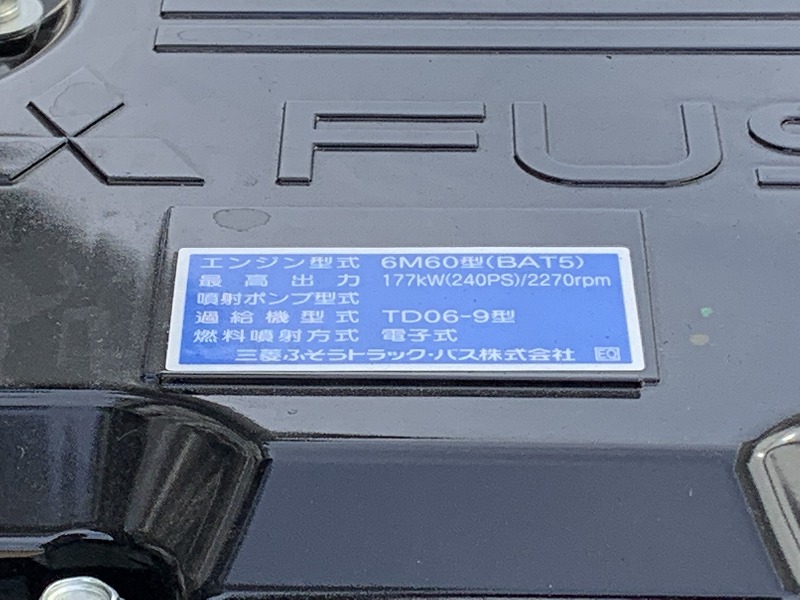 FUS
エンジン型式 6M60型(BAT5)
最高出力 177kW(240PS)/2270rpm
噴射ポンプ型式
過給機型式 TD06-9型
燃料噴射方式 電子式
三菱ふそうトラック・バス株式会社 EQ